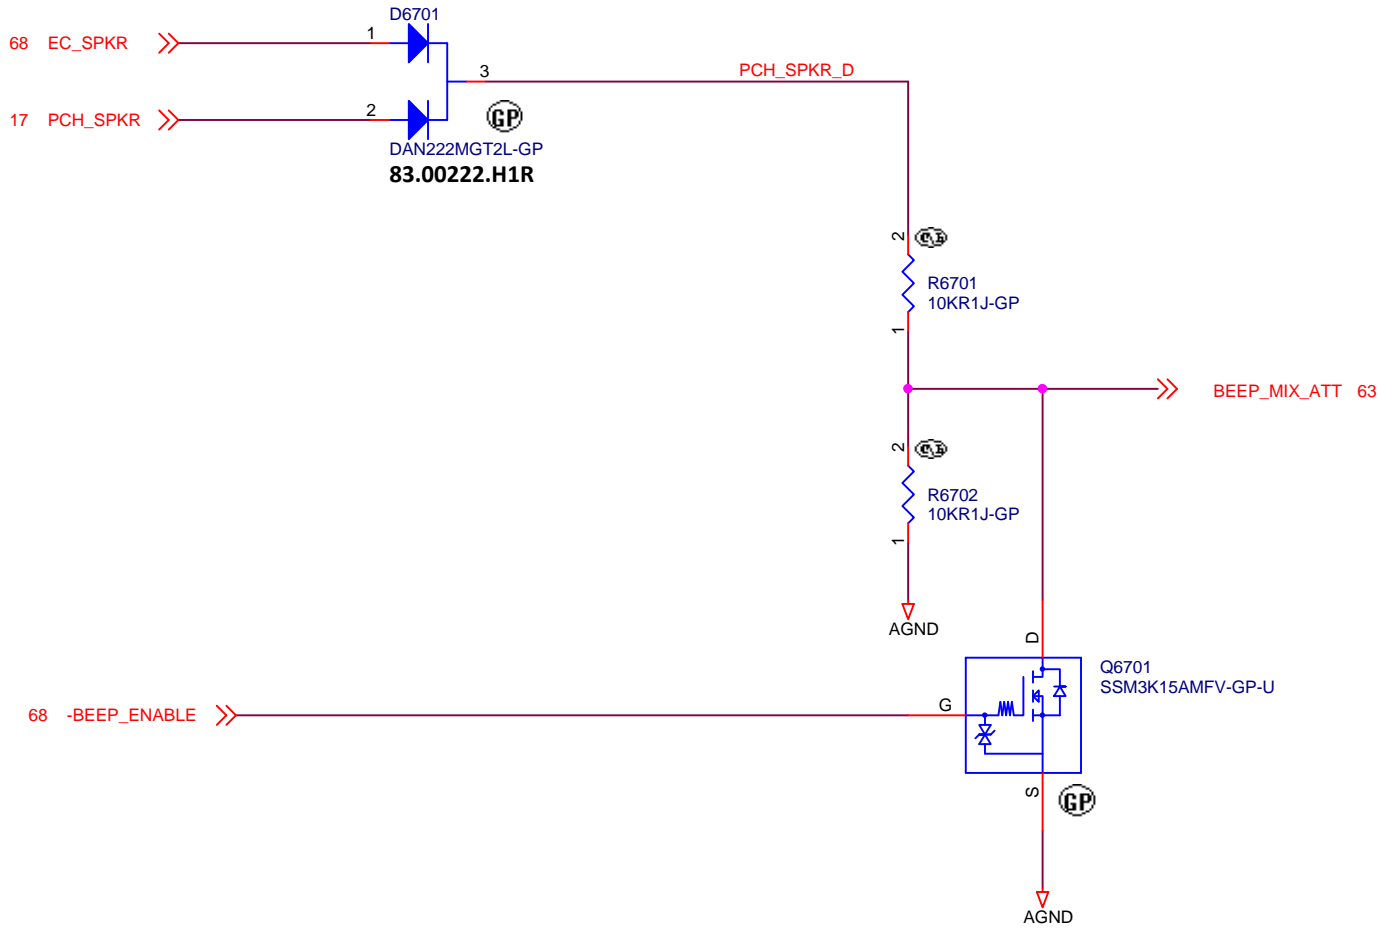 D6701
68 EC_SPKR
1
3
PCH_SPKR_D
17 PCH_SPKR
2
GP
DAN222MGT2L-GP
83.00222.H1R
2
R6701
10KR1J-GP
1
BEEP_MIX_ATT 63
2
R6702
10KR1J-GP
1
AGND
D
Q6701
SSM3K15AMFV-GP-U
68 -BEEP_ENABLE
G
S
GP
AGND